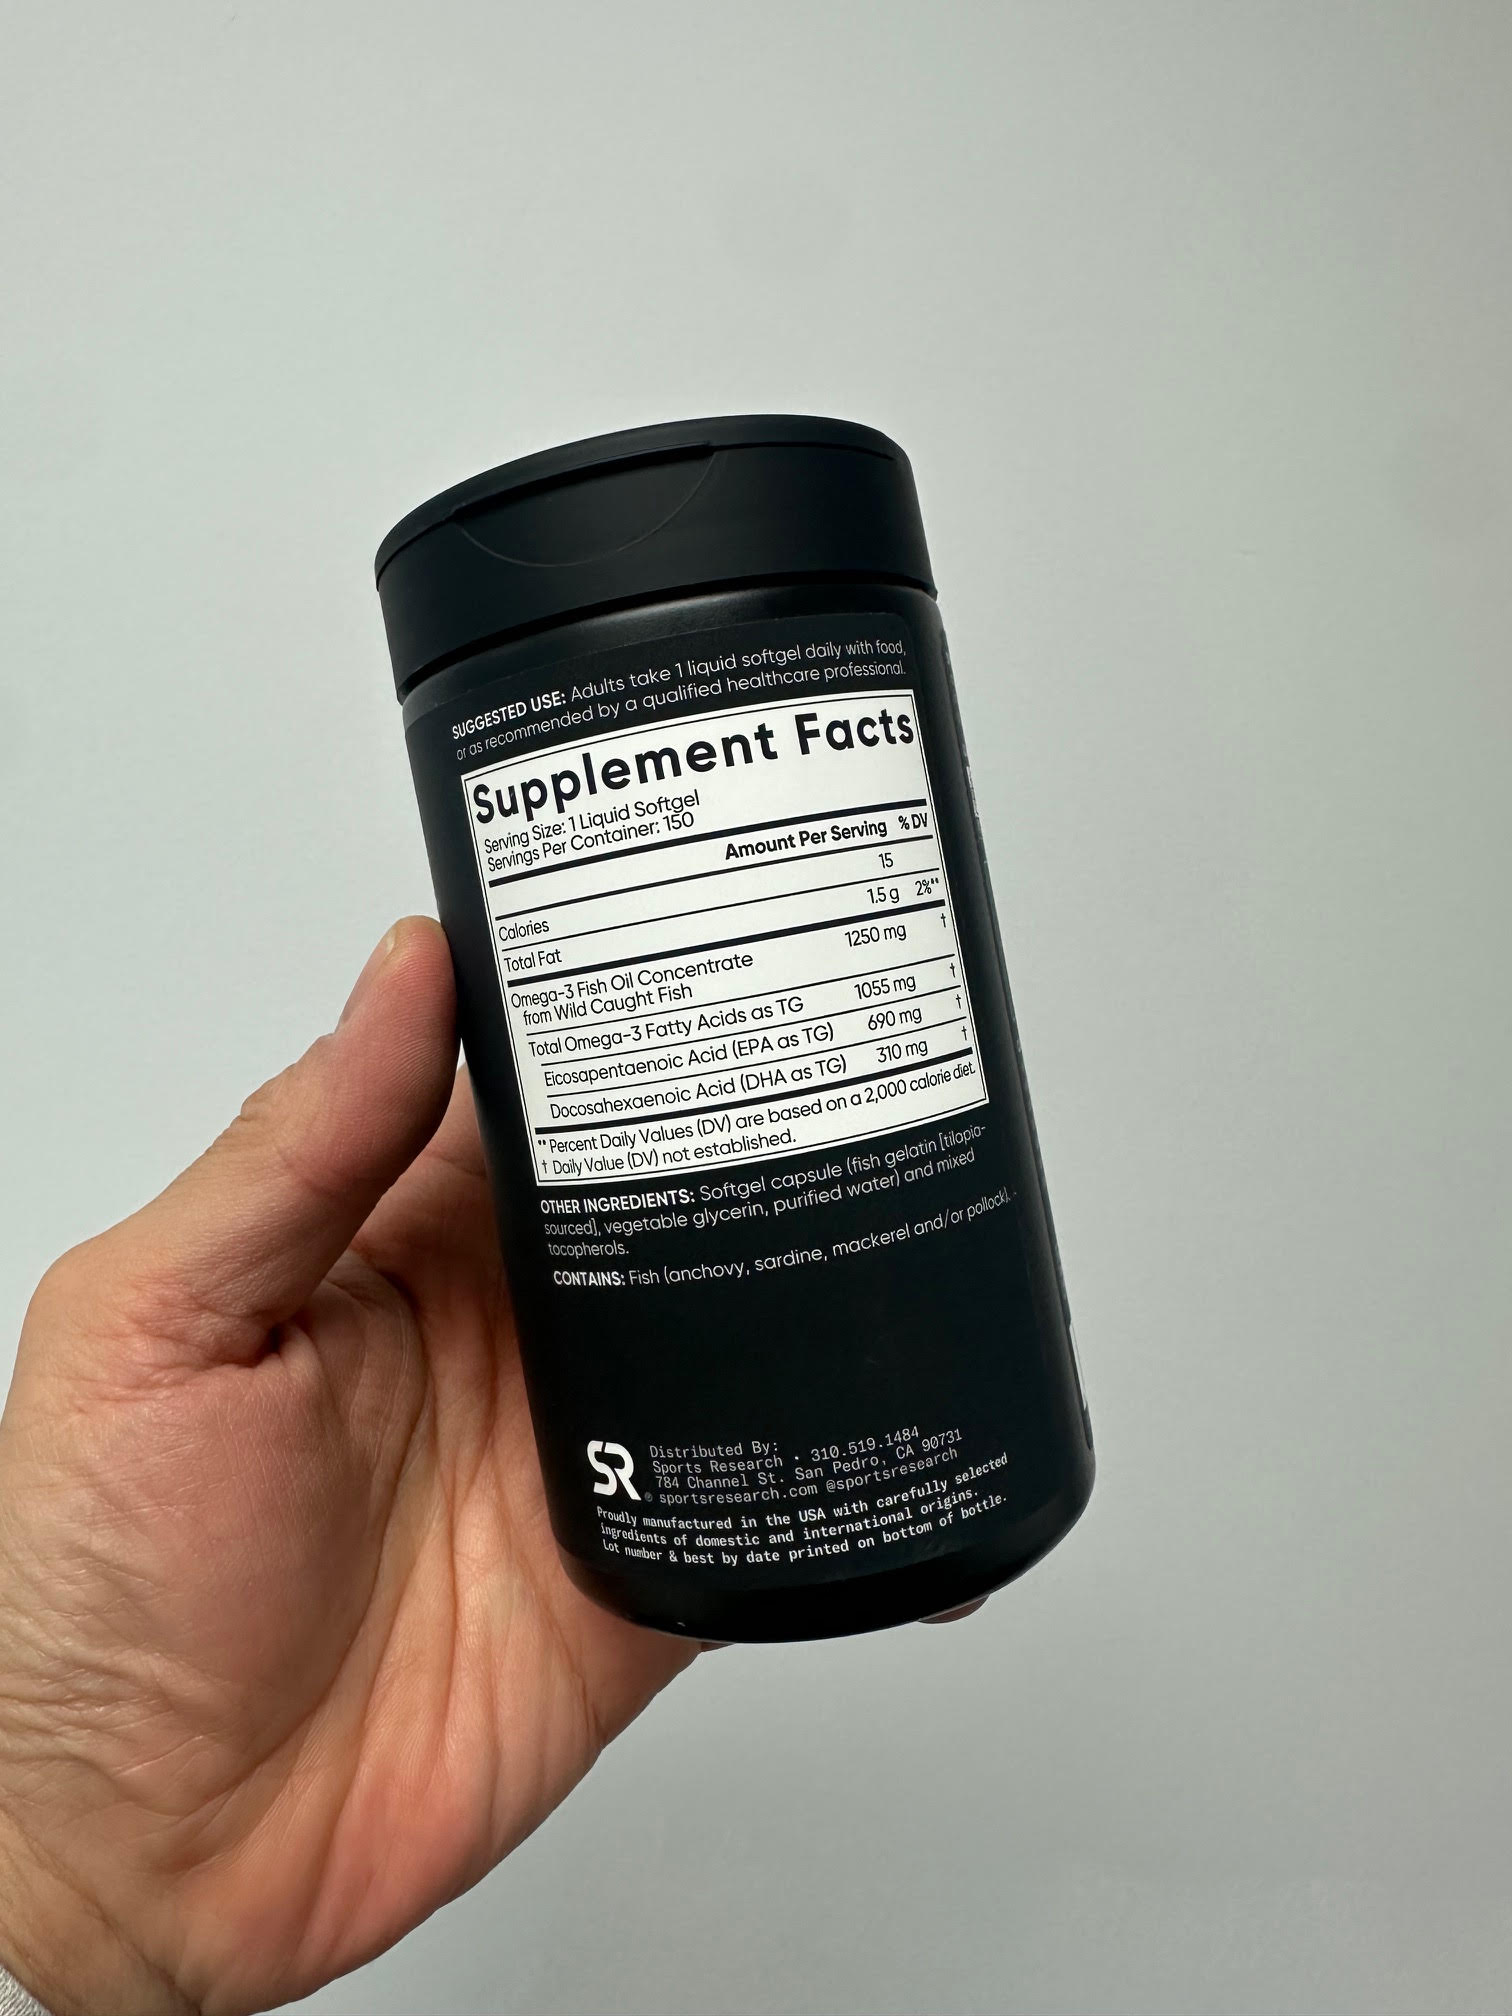 SUGGESTED USE: Adults take 1 liquid softgel daily with food,
or as recommended by a qualified healthcare professional.
Supplement Facts
Serving Size: 1 Liquid Softgel
Servings Per Container: 150
Amount Per Serving % DV
Calories 15
Total Fat 1.5 g 2%**
Omega-3 Fish Oil Concentrate 1250 mg †
from Wild Caught Fish
Total Omega-3 Fatty Acids as TG 1055 mg †
Eicosapentaenoic Acid (EPA as TG) 690 mg †
Docosahexaenoic Acid (DHA as TG) 310 mg †
** Percent Daily Values (DV) are based on a 2,000 calorie diet.
† Daily Value (DV) not established.
OTHER INGREDIENTS: Softgel capsule (fish gelatin [tilapia-
sourced], vegetable glycerin, purified water) and mixed
tocopherols.
CONTAINS: Fish (anchovy, sardine, mackerel and/or pollock).
SR®
Distributed By:
Sports Research • 310.519.1484
784 Channel St. San Pedro, CA 90731
sportsresearch.com @sportsresearch
Proudly manufactured in the USA with carefully selected
ingredients of domestic and international origins.
Lot number & best by date printed on bottom of bottle.